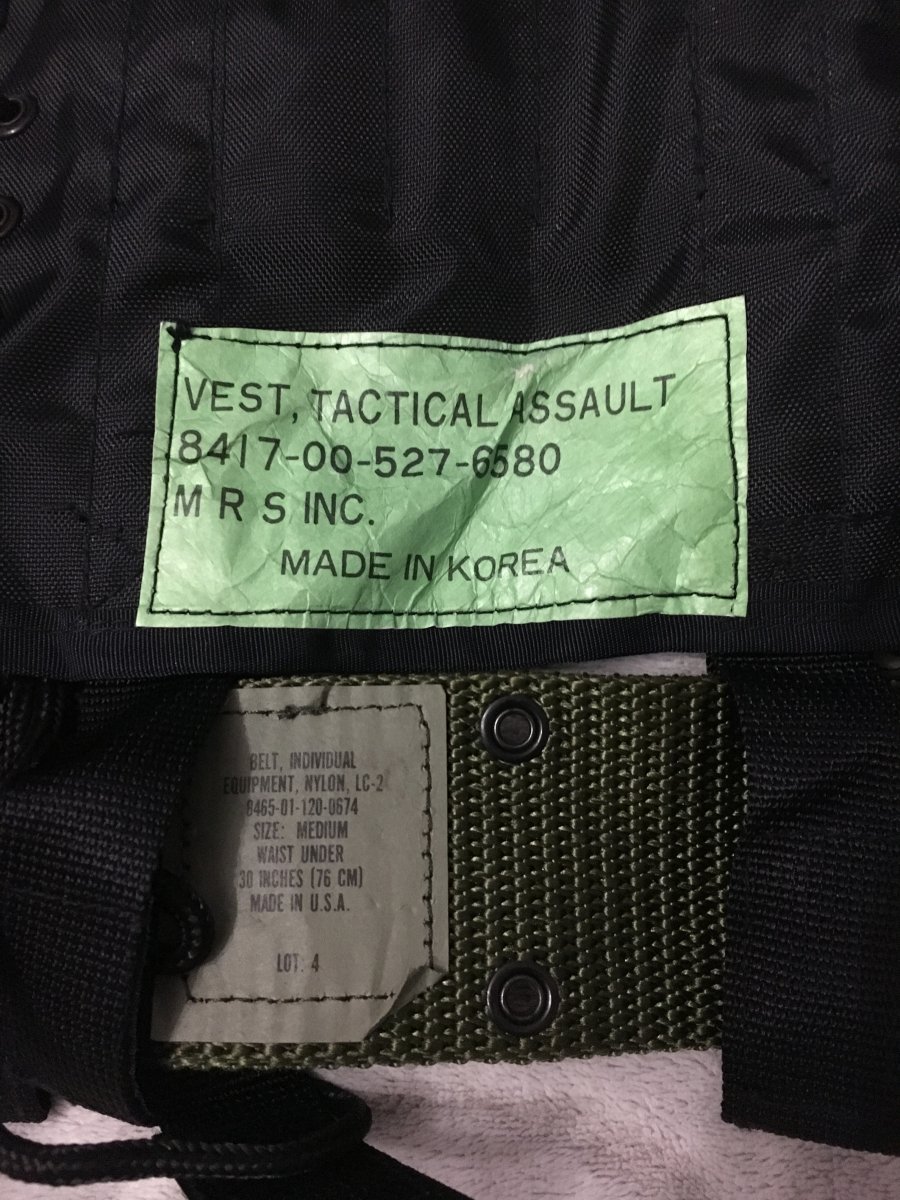 VEST, TACTICAL ASSAULT
8417-00-527-6580
M R S INC.
MADE IN KOREA
BELT, INDIVIDUAL
EQUIPMENT, NYLON, LC-2
8465-01-120-0674
SIZE: MEDIUM
WAIST UNDER
30 INCHES (76 CM)
MADE IN U.S.A.
LOT. 4